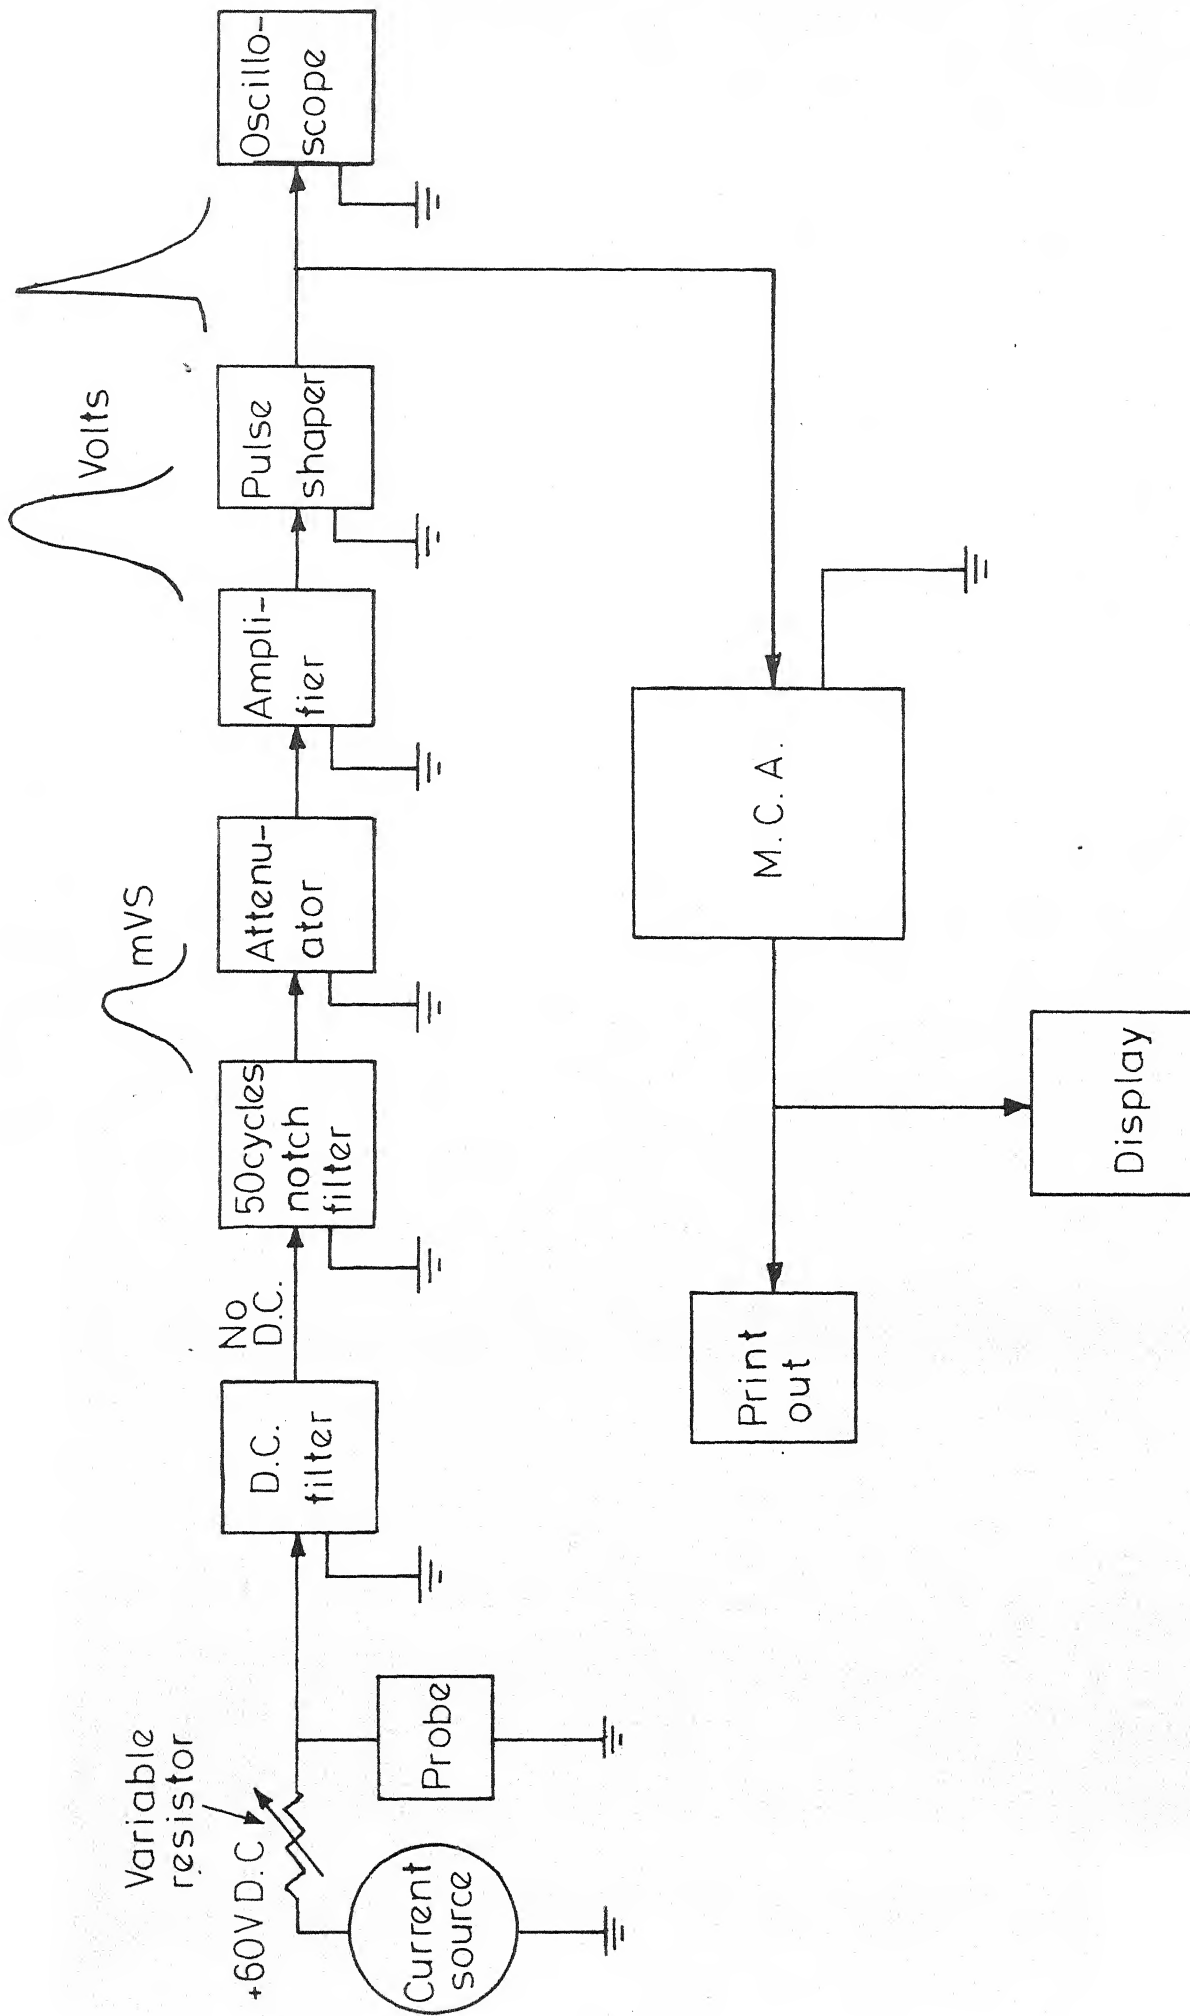 Variable
resistor
+60V D.C
Current
source
Probe
D.C.
filter
No
D.C.
50cycles
notch
filter
mVS
Attenu-
ator
Ampli-
fier
Volts
Pulse
shaper
Oscillo-
scope
M. C. A.
Print
out
Display